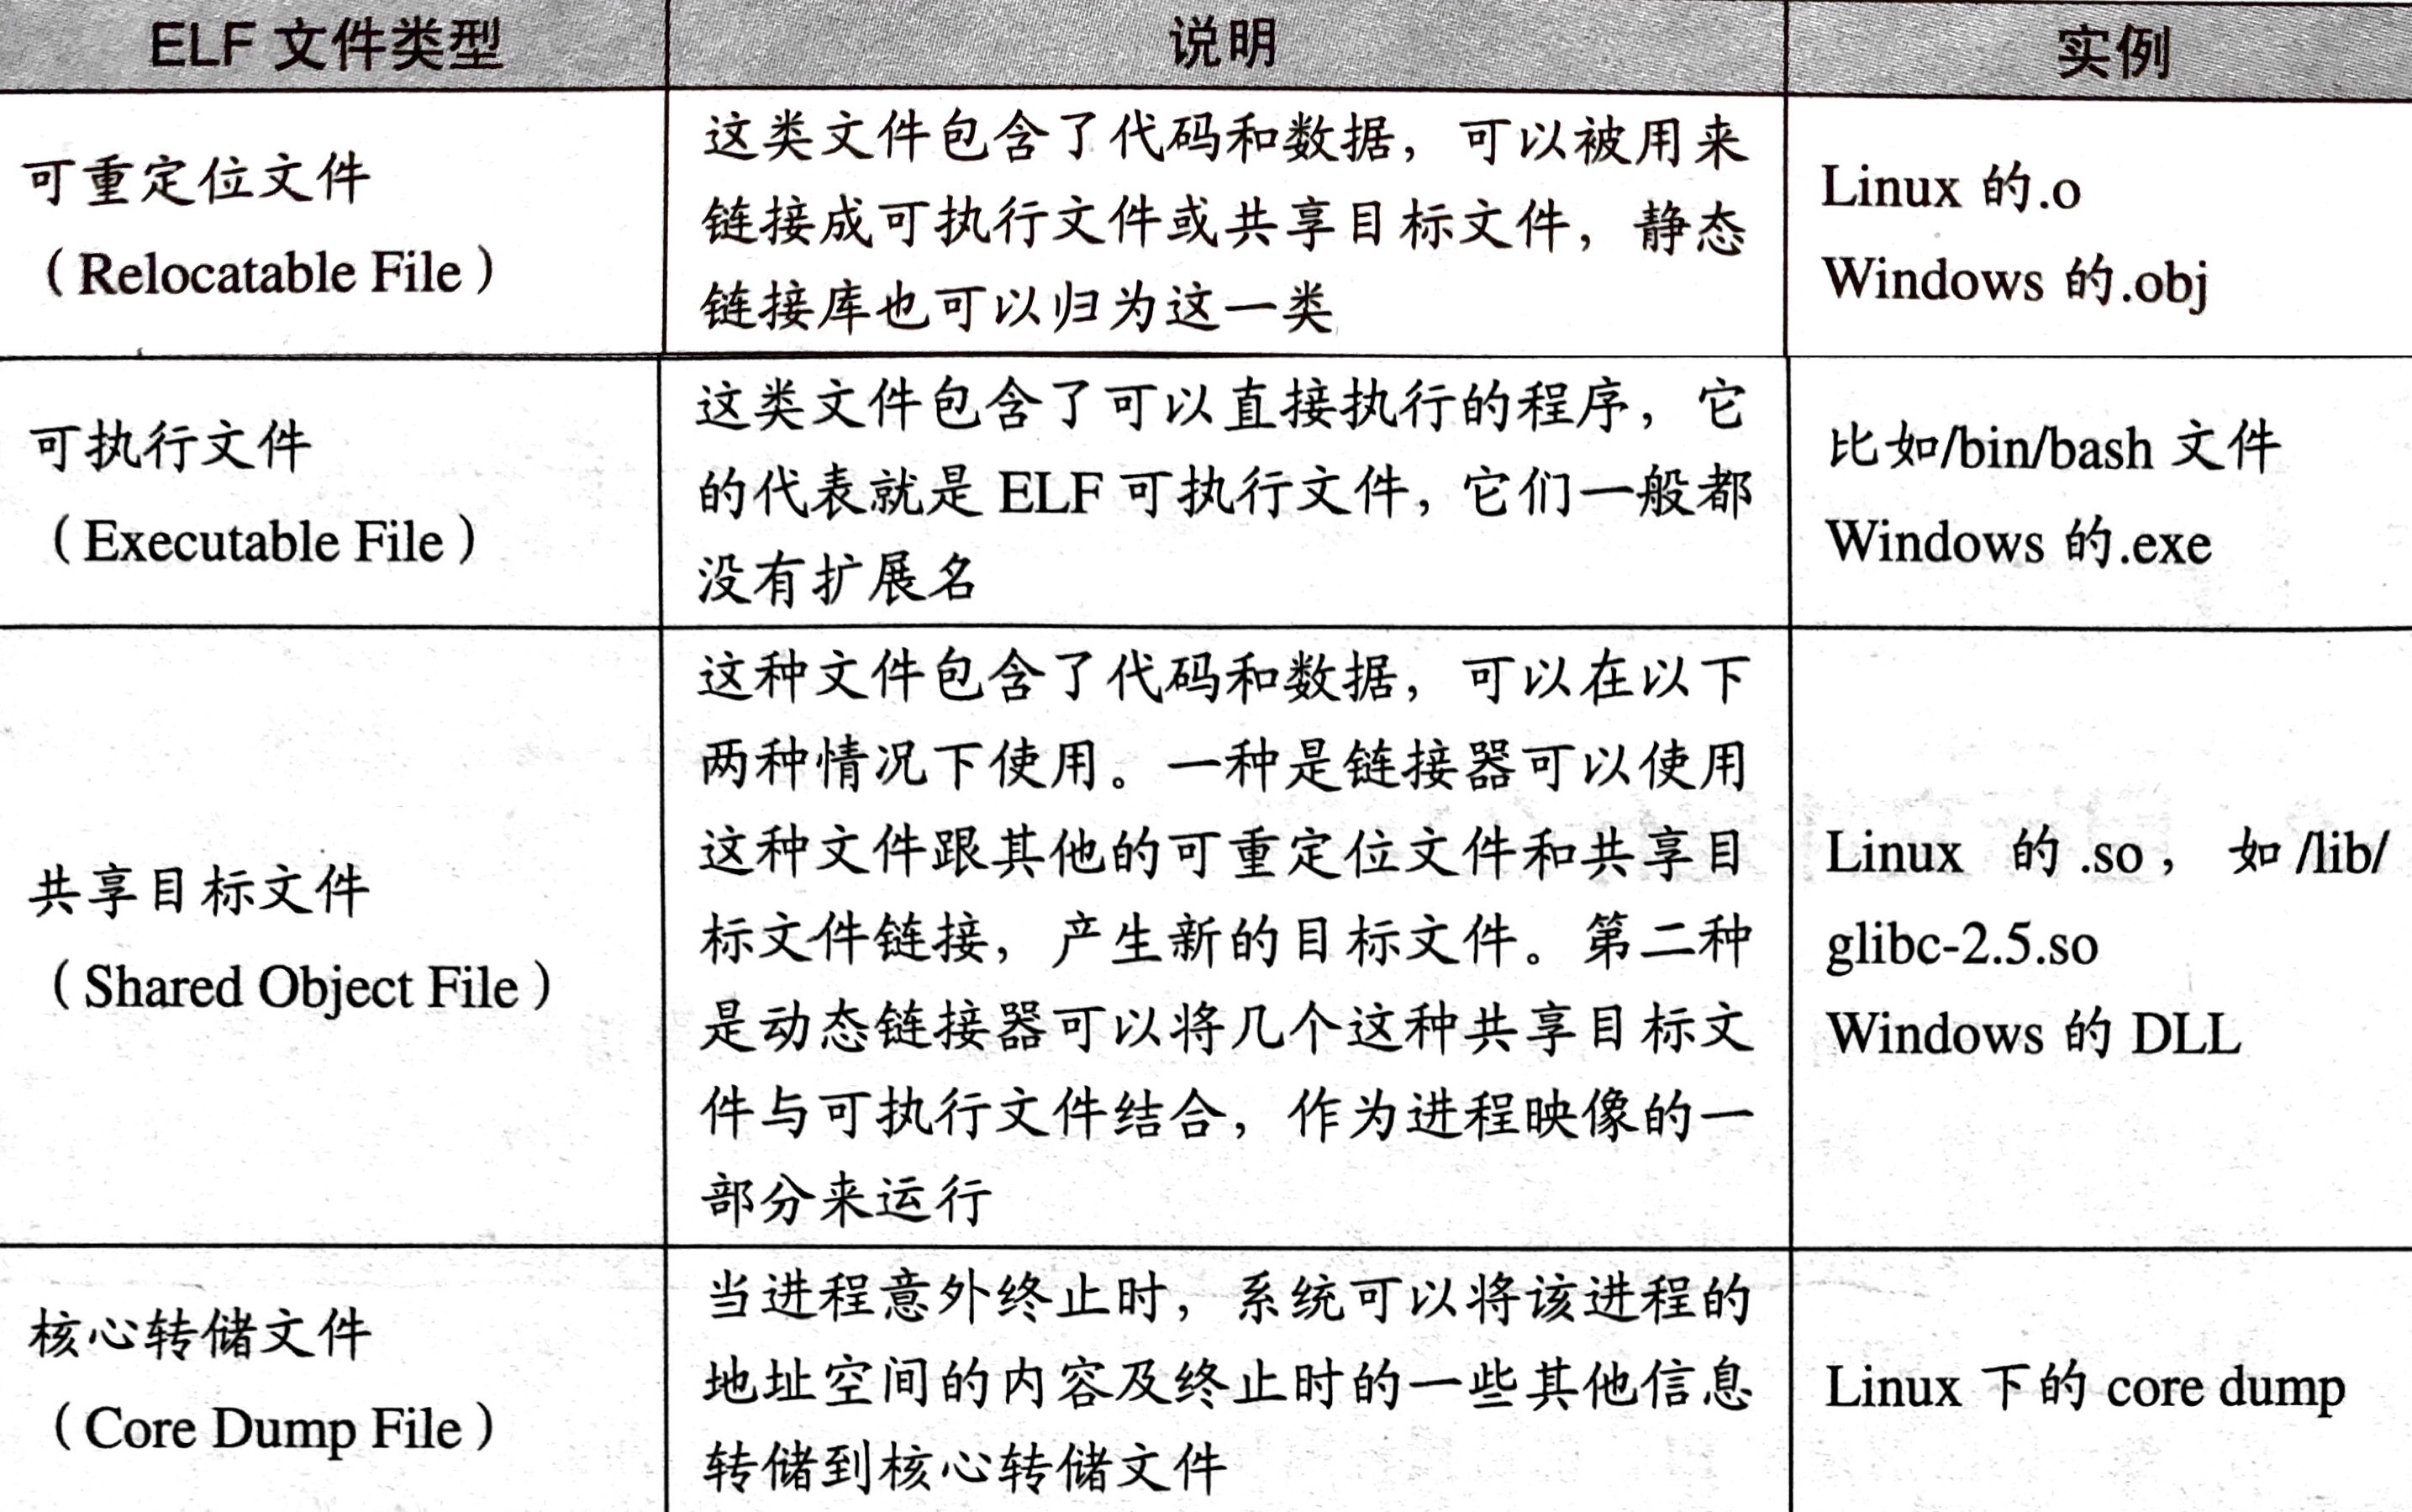 ELF 文件类型
说明
实例
可重定位文件
（Relocatable File）
这类文件包含了代码和数据，可以被用来
链接成可执行文件或共享目标文件，静态
链接库也可以归为这一类
Linux 的.o
Windows 的.obj
可执行文件
（Executable File）
这类文件包含了可以直接执行的程序，它
的代表就是 ELF 可执行文件，它们一般都
没有扩展名
比如/bin/bash 文件
Windows 的.exe
共享目标文件
（Shared Object File）
这种文件包含了代码和数据，可以在以下
两种情况下使用。一种是链接器可以使用
这种文件跟其他的可重定位文件和共享目
标文件链接，产生新的目标文件。第二种
是动态链接器可以将几个这种共享目标文
件与可执行文件结合，作为进程映像的一
部分来运行
Linux 的 .so，如 /lib/
glibc-2.5.so
Windows 的 DLL
核心转储文件
（Core Dump File）
当进程意外终止时，系统可以将该进程的
地址空间的内容及终止时的一些其他信息
转储到核心转储文件
Linux 下的 core dump